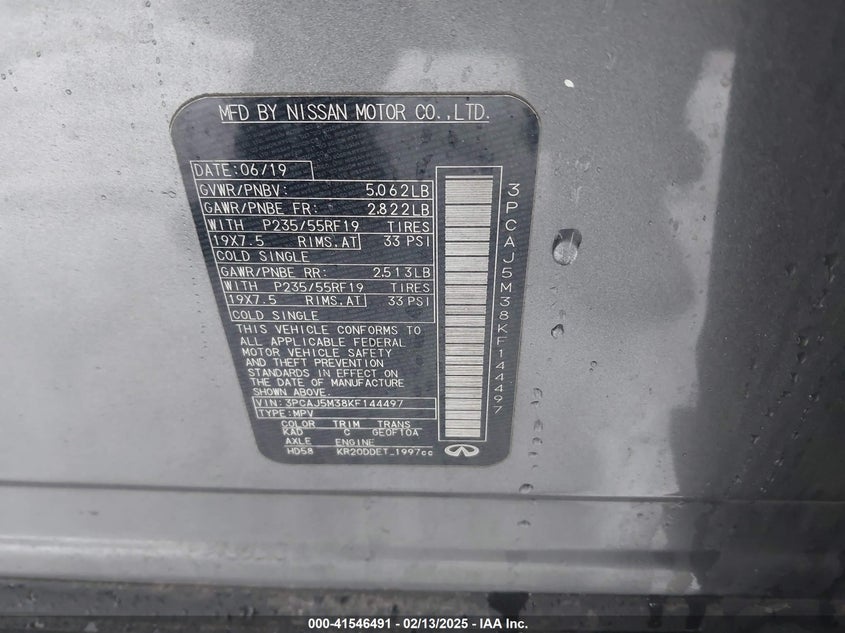 MFD BY NISSAN MOTOR CO.,LTD.
DATE:06/19
GVWR/PNBV: 5.062LB
GAWR/PNBE FR: 2.822LB
WITH P235/55RF19 TIRES
19X7.5 RIMS.AT 33 PSI
COLD SINGLE
GAWR/PNBE RR: 2.513LB
WITH P235/55RF19 TIRES
19X7.5 RIMS.AT 33 PSI
COLD SINGLE
THIS VEHICLE CONFORMS TO
ALL APPLICABLE FEDERAL
MOTOR VEHICLE SAFETY
AND THEFT PREVENTION
STANDARDS IN EFFECT ON
THE DATE OF MANUFACTURE
SHOWN ABOVE.
VIN:3PCAJ5M38KF144497
TYPE:MPV
COLOR TRIM TRANS
KAD C GEOF10A
AXLE ENGINE
HD58 KR20DDET_1997cc
3PCAJ5M38KF144497
000-41546491 - 02/13/2025 - IAA Inc.